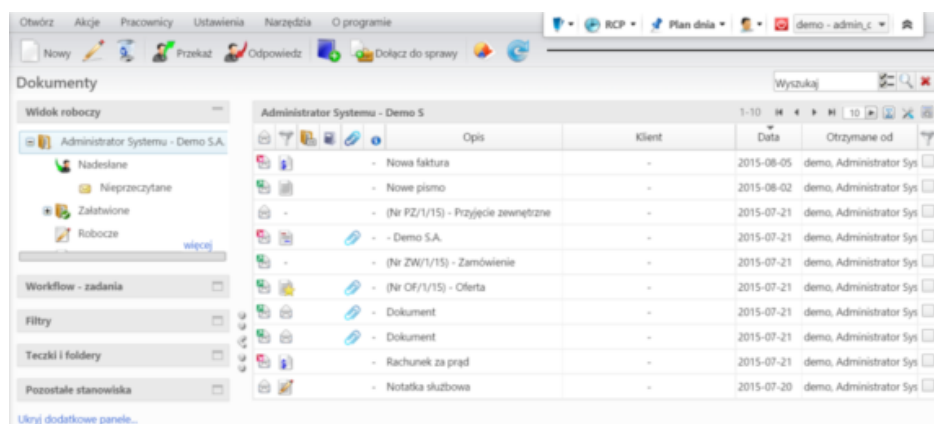 Otwórz Akcje Pracownicy Ustawienia Narzędzia O programie RCP Plan dnia demo - admin_c
Nowy Przekaż Odpowiedz Dołącz do sprawy
Dokumenty Wyszukaj
Widok roboczy
Administrator Systemu - Demo S.A.
Nadesłane
Nieprzeczytane
Załatwione
Robocze
więcej
Workflow - zadania
Filtry
Teczki i foldery
Pozostałe stanowiska
Ukryj dodatkowe panele...
Administrator Systemu - Demo S 1-10 10
Opis Klient Data Otrzymane od
- Nowa faktura - 2015-08-05 demo, Administrator Sys
- Nowe pismo - 2015-08-02 demo, Administrator Sys
- - (Nr PZ/1/15) - Przyjęcie zewnętrzne - 2015-07-21 demo, Administrator Sys
- - Demo S.A. - 2015-07-21 demo, Administrator Sys
- - (Nr ZW/1/15) - Zamówienie - 2015-07-21 demo, Administrator Sys
- (Nr OF/1/15) - Oferta - 2015-07-21 demo, Administrator Sys
- Dokument - 2015-07-21 demo, Administrator Sys
- Dokument - 2015-07-21 demo, Administrator Sys
- Rachunek za prąd - 2015-07-21 demo, Administrator Sys
- Notatka służbowa - 2015-07-20 demo, Administrator Sys